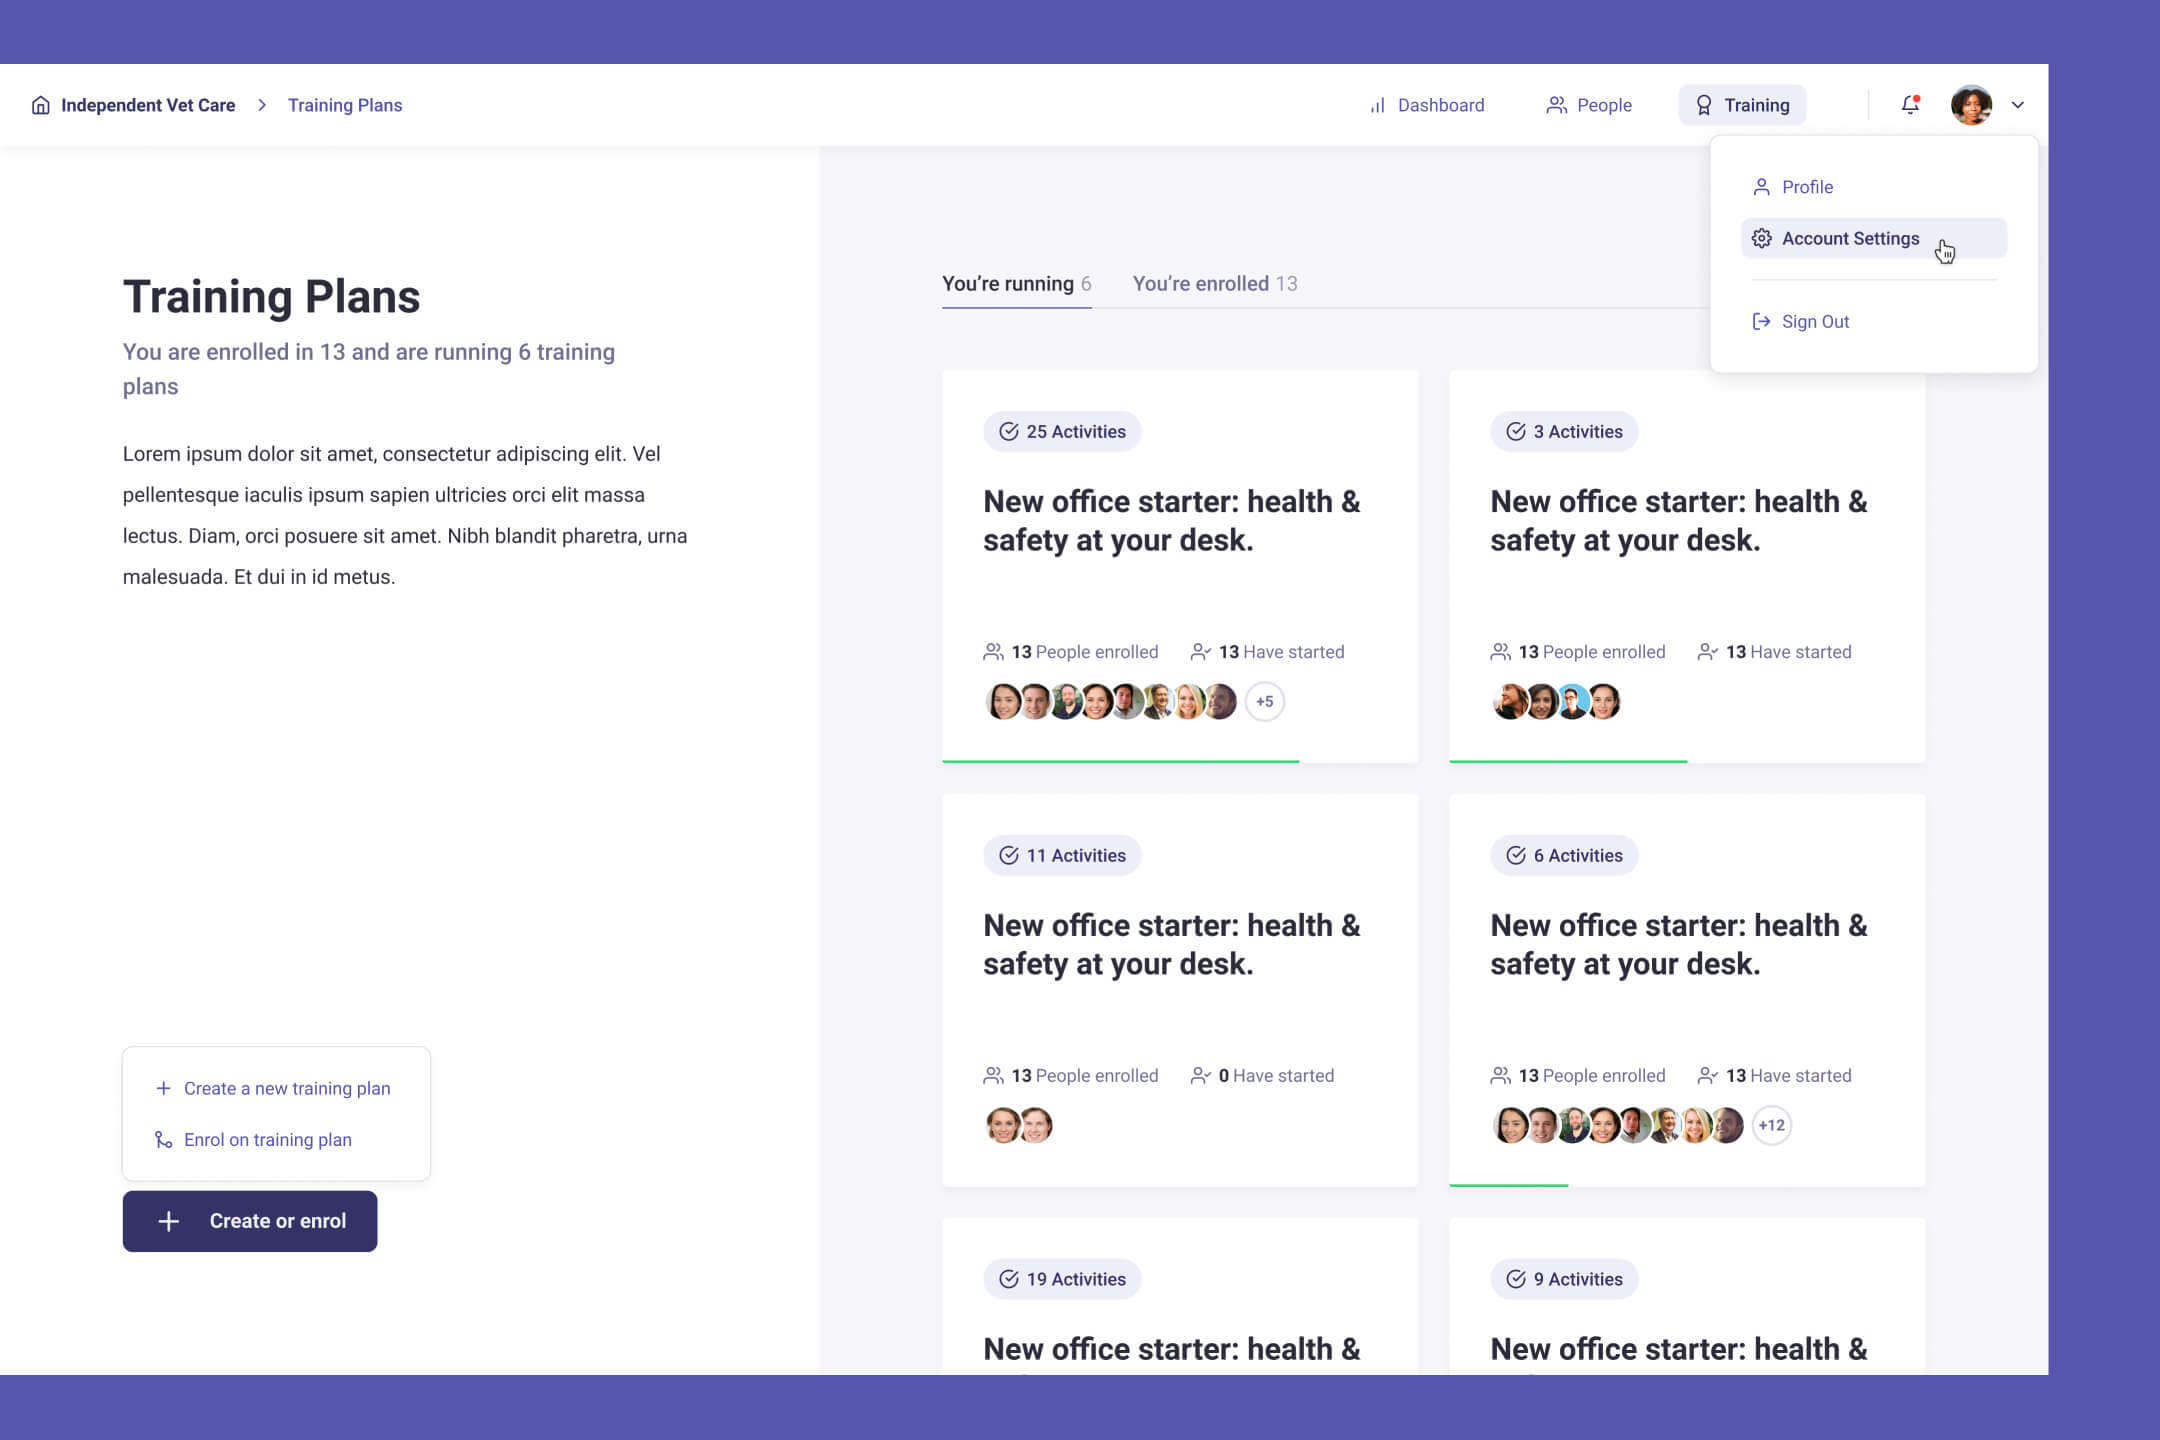 Independent Vet Care
Training Plans
Dashboard
People
Training
Profile
Account Settings
Sign Out
Training Plans
You are enrolled in 13 and are running 6 training
plans
Lorem ipsum dolor sit amet, consectetur adipiscing elit. Vel
pellentesque iaculis ipsum sapien ultricies orci elit massa
lectus. Diam, orci posuere sit amet. Nibh blandit pharetra, urna
malesuada. Et dui in id metus.
Create a new training plan
Enrol on training plan
Create or enrol
You're running 6
You're enrolled 13
25 Activities
New office starter: health &
safety at your desk.
13 People enrolled
13 Have started
+5
3 Activities
New office starter: health &
safety at your desk.
13 People enrolled
13 Have started
11 Activities
New office starter: health &
safety at your desk.
13 People enrolled
0 Have started
6 Activities
New office starter: health &
safety at your desk.
13 People enrolled
13 Have started
+12
19 Activities
New office starter: health &
9 Activities
New office starter: health &